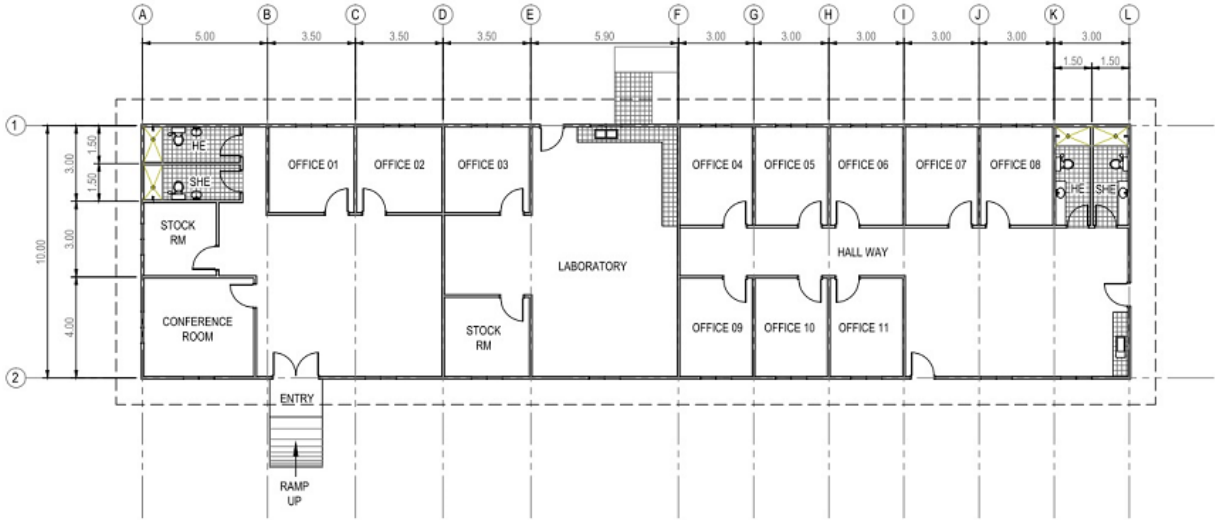 A B C D E F G H I J K L
5.00 3.50 3.50 3.50 5.90 3.00 3.00 3.00 3.00 3.00 3.00
1.50 1.50
1
HE
OFFICE 01
OFFICE 02
OFFICE 03
OFFICE 04
OFFICE 05
OFFICE 06
OFFICE 07
OFFICE 08
HE
SHE
1.50
3.00
1.50
SHE
STOCK
RM
HALL WAY
10.00
3.00
LABORATORY
CONFERENCE
ROOM
4.00
STOCK
RM
OFFICE 09
OFFICE 10
OFFICE 11
2
ENTRY
RAMP
UP